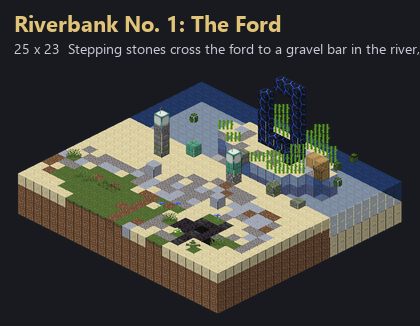 Riverbank No. 1: The Ford
25 x 23 Stepping stones cross the ford to a gravel bar in the river,